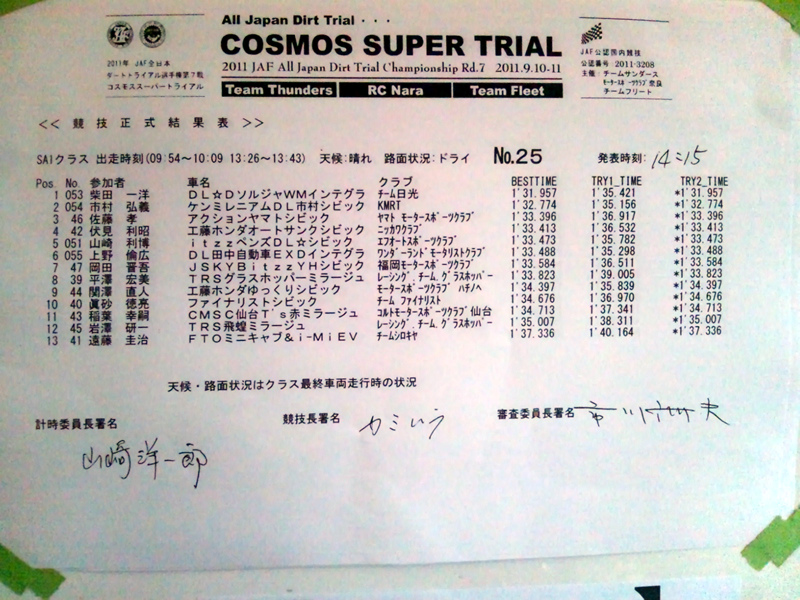 All Japan Dirt Trial・・・
COSMOS SUPER TRIAL
2011 JAF All Japan Dirt Trial Championship Rd.7 2011.9.10-11
Team Thunders RC Nara Team Fleet
2011年 JAF全日本
ダートトライアル選手権第7戦
コスモススーパートライアル
JAF公認国内競技
公認番号:2011-3208
主催:チームサンダース
ﾓｰﾀｰｽﾎﾟｰﾂｸﾗﾌﾞ奈良
チームフリート
<< 競技正式結果表 >>
SA1クラス 出走時刻(09:54~10:09 13:26~13:43) 天候:晴れ 路面状況:ドライ No.25 発表時刻: 14:15
Pos. No. 参加者 車名 クラブ BESTTIME TRY1_TIME TRY2_TIME
1 053 柴田 一洋 DL☆DソルジャWMインテグラ チーム日光 1'31.957 1'35.421 *1'31.957
2 054 市村 弘義 ケンミレニアムDL市村シビック KMRT 1'32.774 1'35.156 *1'32.774
3 46 佐藤 孝 アクションヤマトシビック ﾔﾏﾄ ﾓｰﾀｰｽﾎﾟｰﾂｸﾗﾌﾞ 1'33.396 1'36.917 *1'33.396
4 42 伏見 利昭 工藤ホンダオートサンクシビック ﾆｯｶﾜｸﾗﾌﾞ 1'33.413 1'36.532 *1'33.413
5 051 山崎 利博 itzzペンズDL☆シビック ｴﾌｵｰﾄｽﾎﾟｰﾂｸﾗﾌﾞ 1'33.473 1'35.782 *1'33.473
6 055 上野 倫広 DL田中自動車EXDインテグラ ﾜﾝﾀﾞｰﾗﾝﾄﾞﾓｰﾀﾘｽﾄｸﾗﾌﾞ 1'33.488 1'35.298 *1'33.488
7 47 岡田 晋吾 JSKYBitzzYHシビック 福岡ﾓｰﾀｰｽﾎﾟｰﾂｸﾗﾌﾞ 1'33.584 1'36.511 *1'33.584
8 39 平澤 宏美 TRSグラスホッパーミラージュ ﾚｰｼﾝｸﾞ.ﾁｰﾑ.ｸﾞﾗｽﾎｯﾊﾟｰ 1'33.823 1'39.005 *1'33.823
9 44 関澤 直人 工藤ホンダゆっくりシビック ﾓｰﾀｰｽﾎﾟｰﾂｸﾗﾌﾞ ﾊﾁﾉﾍ 1'34.397 1'35.839 *1'34.397
10 40 眞砂 徳亮 ファイナリストシビック ﾁｰﾑ ﾌｧｲﾅﾘｽﾄ 1'34.676 1'36.970 *1'34.676
11 43 稲葉 幸嗣 CMSC仙台T's赤ミラージュ ｺﾙﾄﾓｰﾀｰｽﾎﾟｰﾂｸﾗﾌﾞ仙台 1'34.713 1'37.341 *1'34.713
12 45 岩澤 研一 TRS飛蝗ミラージュ ﾚｰｼﾝｸﾞ.ﾁｰﾑ.ｸﾞﾗｽﾎｯﾊﾟｰ 1'35.007 1'38.311 *1'35.007
13 41 遠藤 圭治 FTOミニキャブ&i-MiEV ﾁｰﾑｼﾛｷﾔ 1'37.336 1'40.164 *1'37.336
天候・路面状況はクラス最終車両走行時の状況
計時委員長署名 競技長署名 審査委員長署名
山崎洋一郎